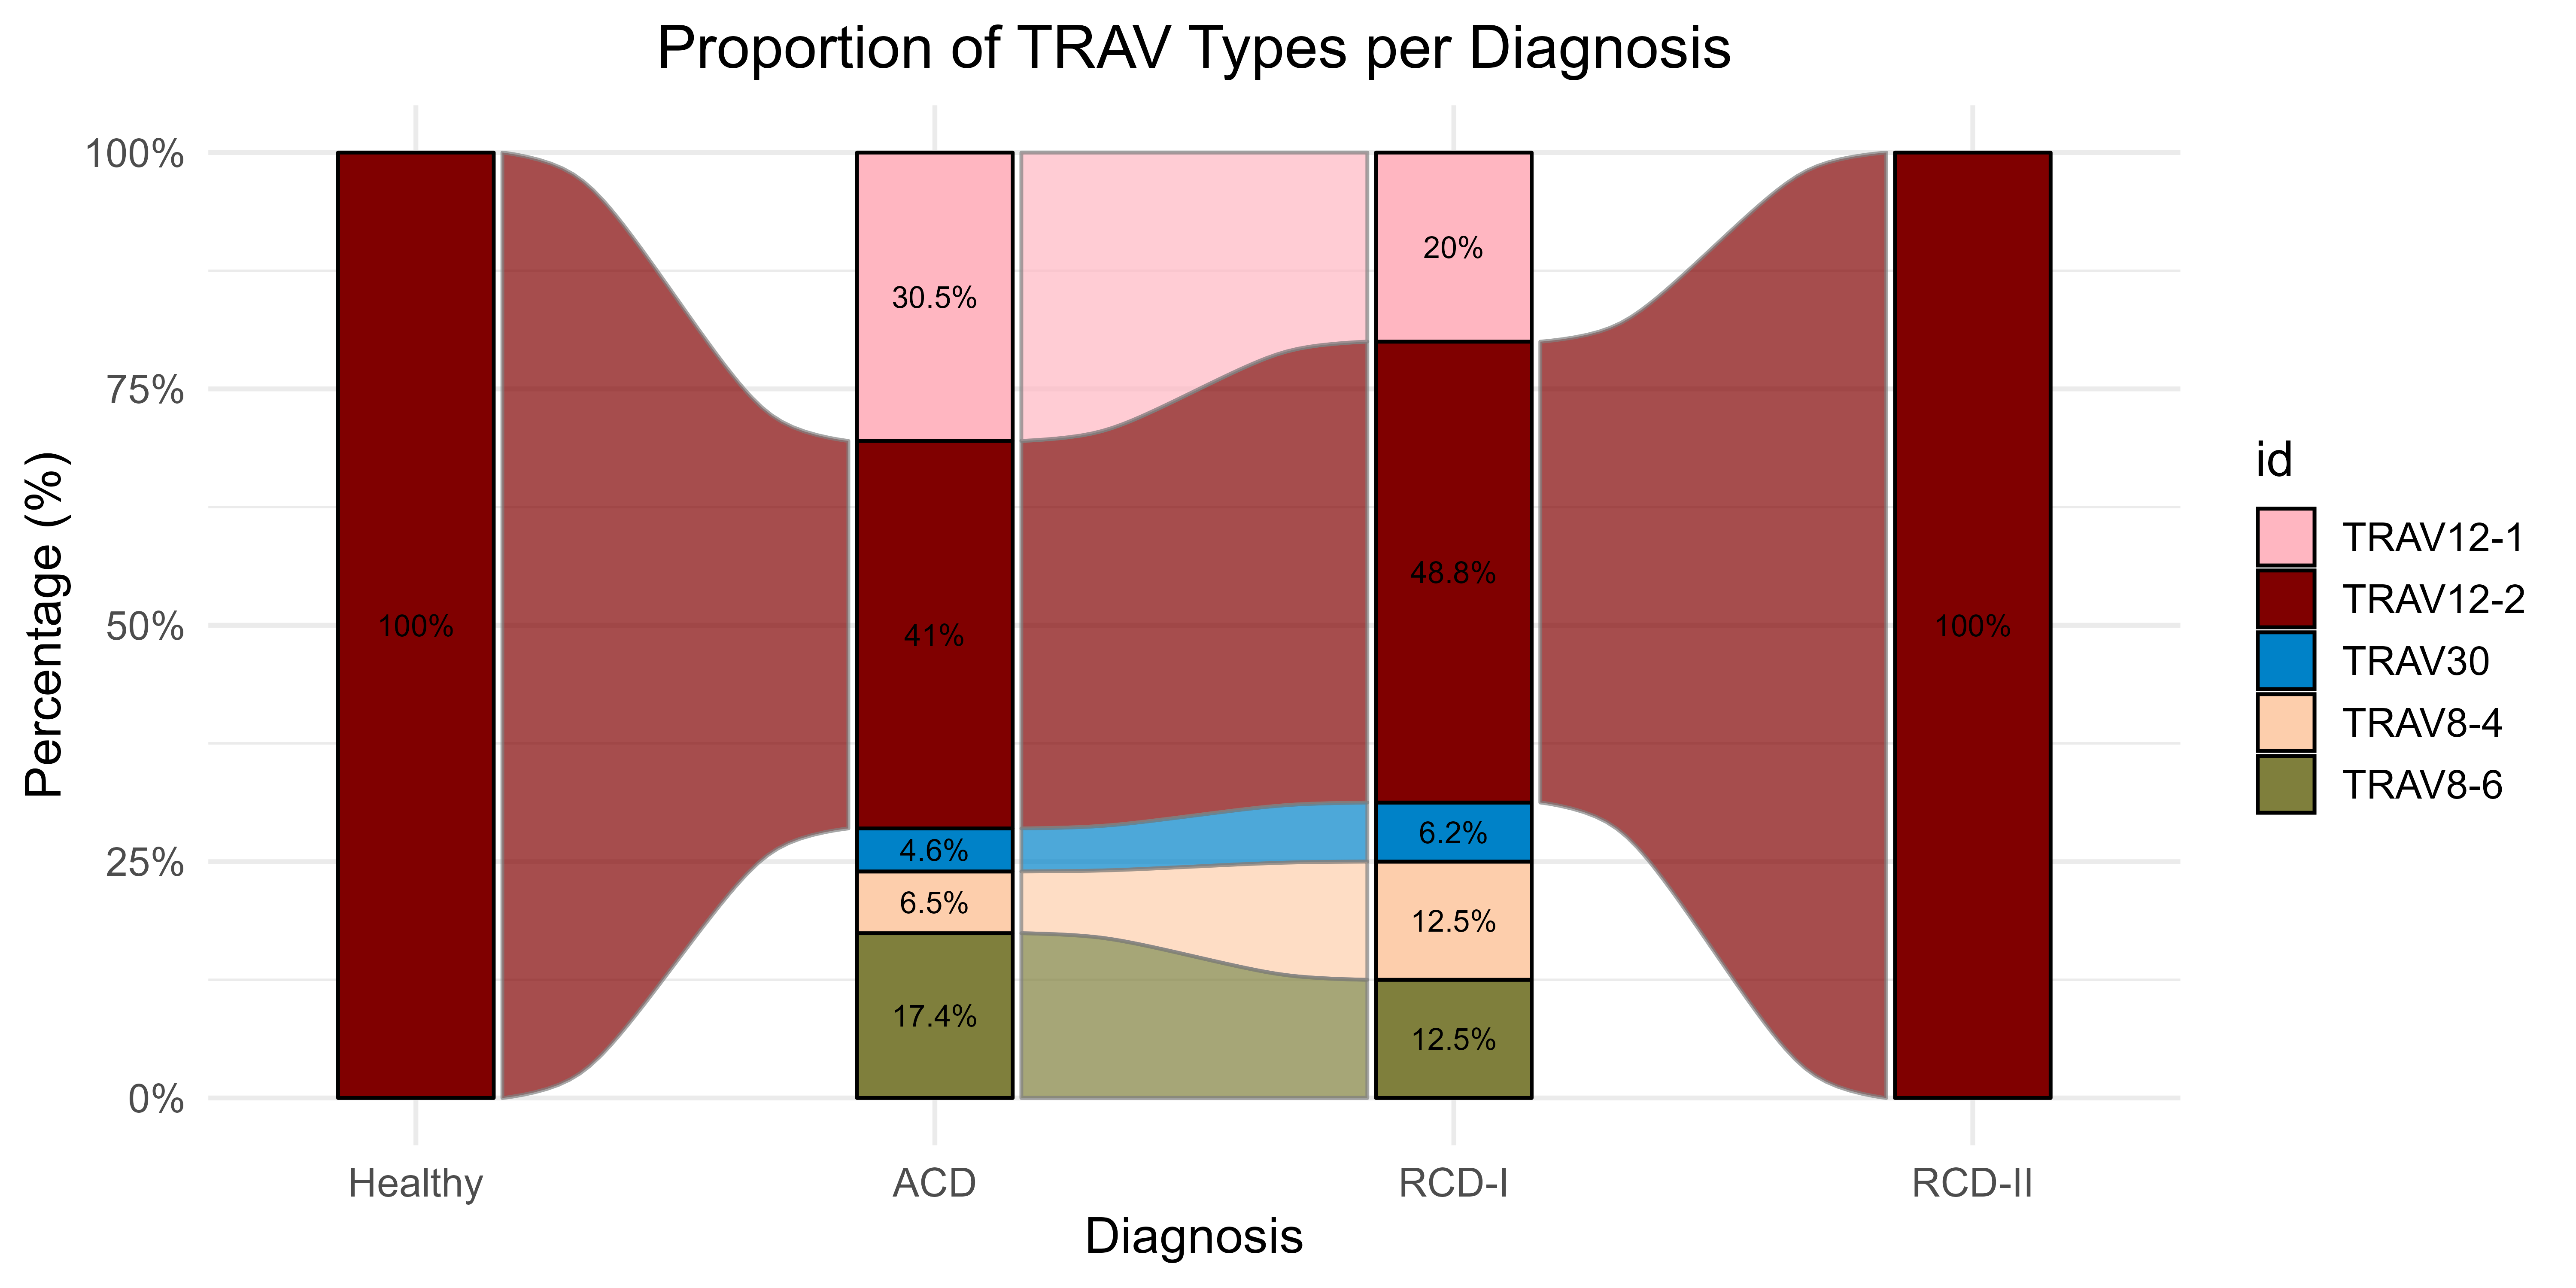 Proportion of TRAV Types per Diagnosis
Percentage (%)
100%
75%
50%
25%
0%
100%
30.5%
41%
4.6%
6.5%
17.4%
20%
48.8%
6.2%
12.5%
12.5%
100%
Healthy
ACD
RCD-I
RCD-II
Diagnosis
id
TRAV12-1
TRAV12-2
TRAV30
TRAV8-4
TRAV8-6